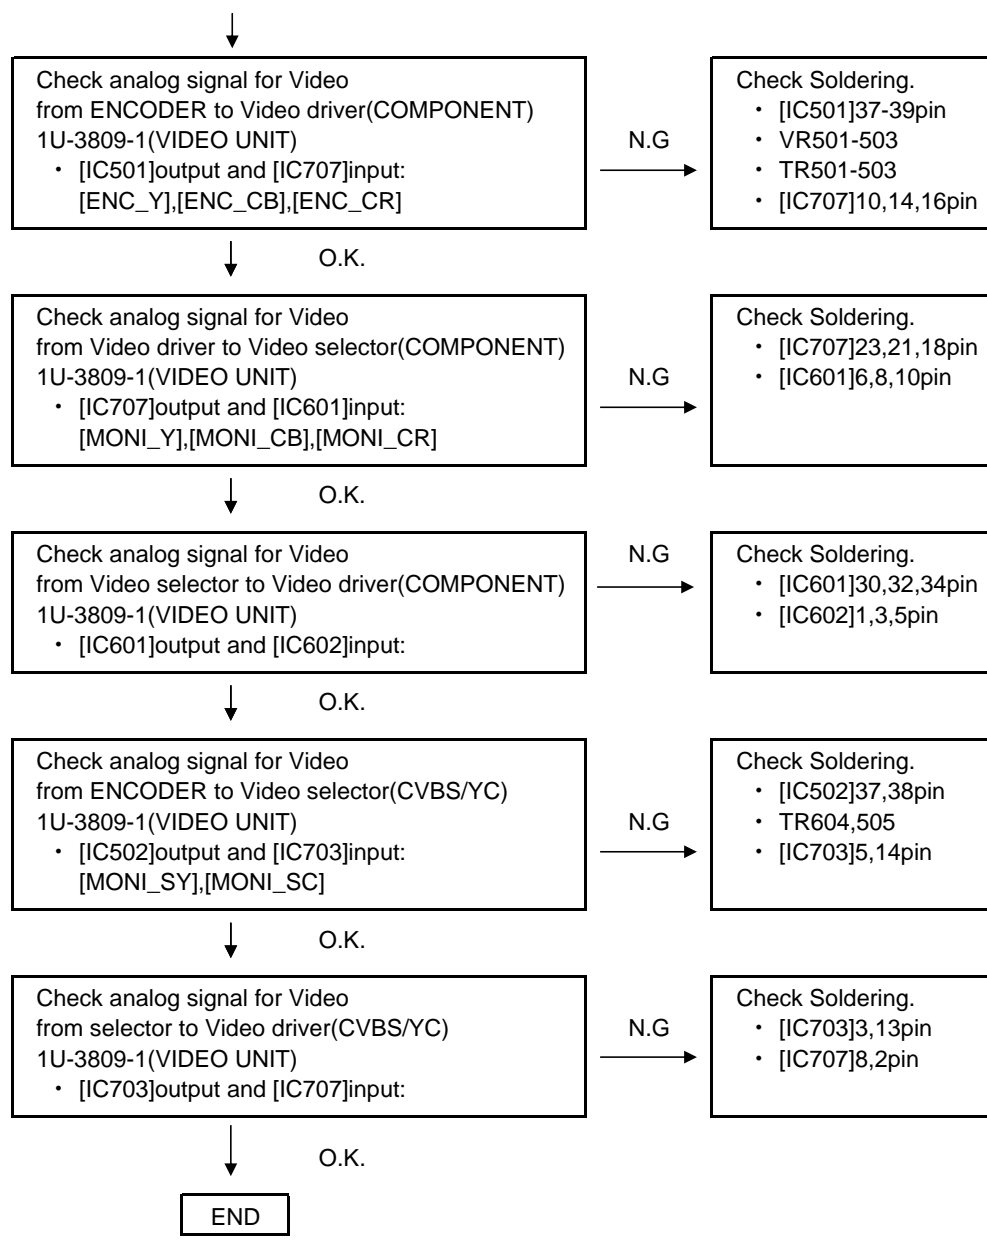 Check analog signal for Video
from ENCODER to Video driver(COMPONENT)
1U-3809-1(VIDEO UNIT)
・ [IC501]output and [IC707]input:
[ENC_Y],[ENC_CB],[ENC_CR]
N.G
Check Soldering.
・ [IC501]37-39pin
・ VR501-503
・ TR501-503
・ [IC707]10,14,16pin
O.K.
Check analog signal for Video
from Video driver to Video selector(COMPONENT)
1U-3809-1(VIDEO UNIT)
・ [IC707]output and [IC601]input:
[MONI_Y],[MONI_CB],[MONI_CR]
N.G
Check Soldering.
・ [IC707]23,21,18pin
・ [IC601]6,8,10pin
O.K.
Check analog signal for Video
from Video selector to Video driver(COMPONENT)
1U-3809-1(VIDEO UNIT)
・ [IC601]output and [IC602]input:
N.G
Check Soldering.
・ [IC601]30,32,34pin
・ [IC602]1,3,5pin
O.K.
Check analog signal for Video
from ENCODER to Video selector(CVBS/YC)
1U-3809-1(VIDEO UNIT)
・ [IC502]output and [IC703]input:
[MONI_SY],[MONI_SC]
N.G
Check Soldering.
・ [IC502]37,38pin
・ TR604,505
・ [IC703]5,14pin
O.K.
Check analog signal for Video
from selector to Video driver(CVBS/YC)
1U-3809-1(VIDEO UNIT)
・ [IC703]output and [IC707]input:
N.G
Check Soldering.
・ [IC703]3,13pin
・ [IC707]8,2pin
O.K.
END